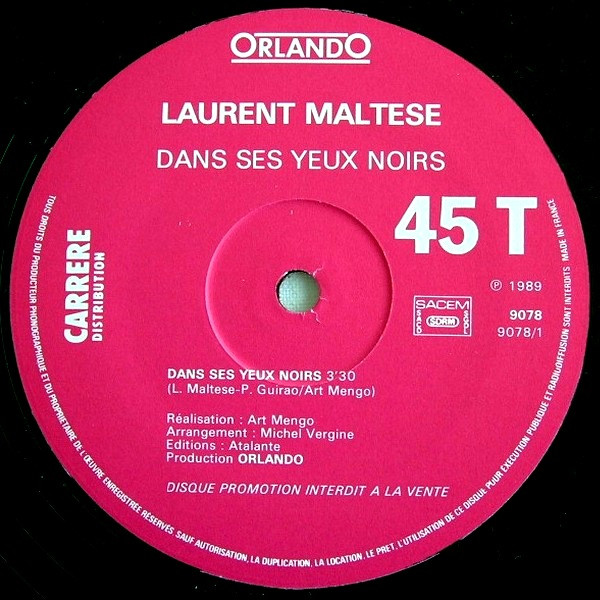 ORLANDO
LAURENT MALTESE
DANS SES YEUX NOIRS
45 T
CARRERE
DISTRIBUTION
℗ 1989
SACEM
SACD
SDRM
SCD
9078
9078/1
DANS SES YEUX NOIRS 3'30
(L. Maltese-P. Guirao/Art Mengo)
Réalisation : Art Mengo
Arrangement : Michel Vergine
Editions : Atalante
Production ORLANDO
DISQUE PROMOTION INTERDIT A LA VENTE
TOUS DROITS DU PRODUCTEUR PHONOGRAPHIQUE ET DU PROPRIETAIRE DE L'ŒUVRE ENREGISTREE RESERVES. SAUF AUTORISATION, LA DUPLICATION, LA LOCATION, LE PRET, L'UTILISATION DE CE DISQUE POUR EXECUTION PUBLIQUE ET RADIODIFFUSION SONT INTERDITS MADE IN FRANCE